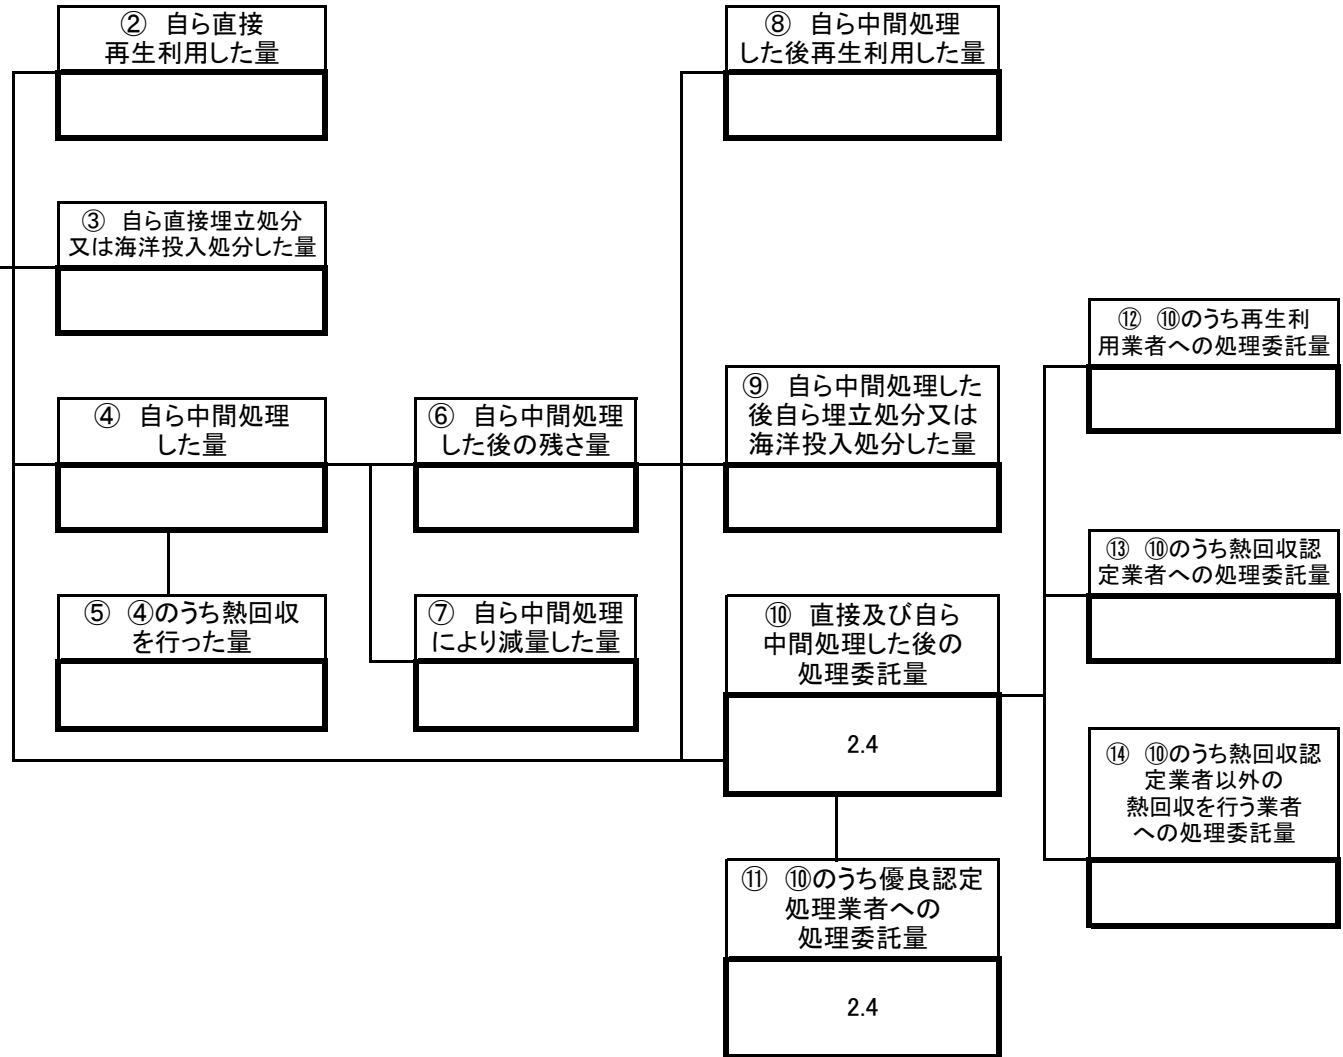 ② 自ら直接
再生利用した量
⑧ 自ら中間処理
した後再生利用した量
③ 自ら直接埋立処分
又は海洋投入処分した量
⑫ ⑩のうち再生利
用業者への処理委託量
④ 自ら中間処理
した量
⑥ 自ら中間処理
した後の残さ量
⑨ 自ら中間処理した
後自ら埋立処分又は
海洋投入処分した量
⑬ ⑩のうち熱回収認
定業者への処理委託量
⑤ ④のうち熱回収
を行った量
⑦ 自ら中間処理
により減量した量
⑩ 直接及び自ら
中間処理した後の
処理委託量
2.4
⑭ ⑩のうち熱回収認
定業者以外の
熱回収を行う業者
への処理委託量
⑪ ⑩のうち優良認定
処理業者への
処理委託量
2.4